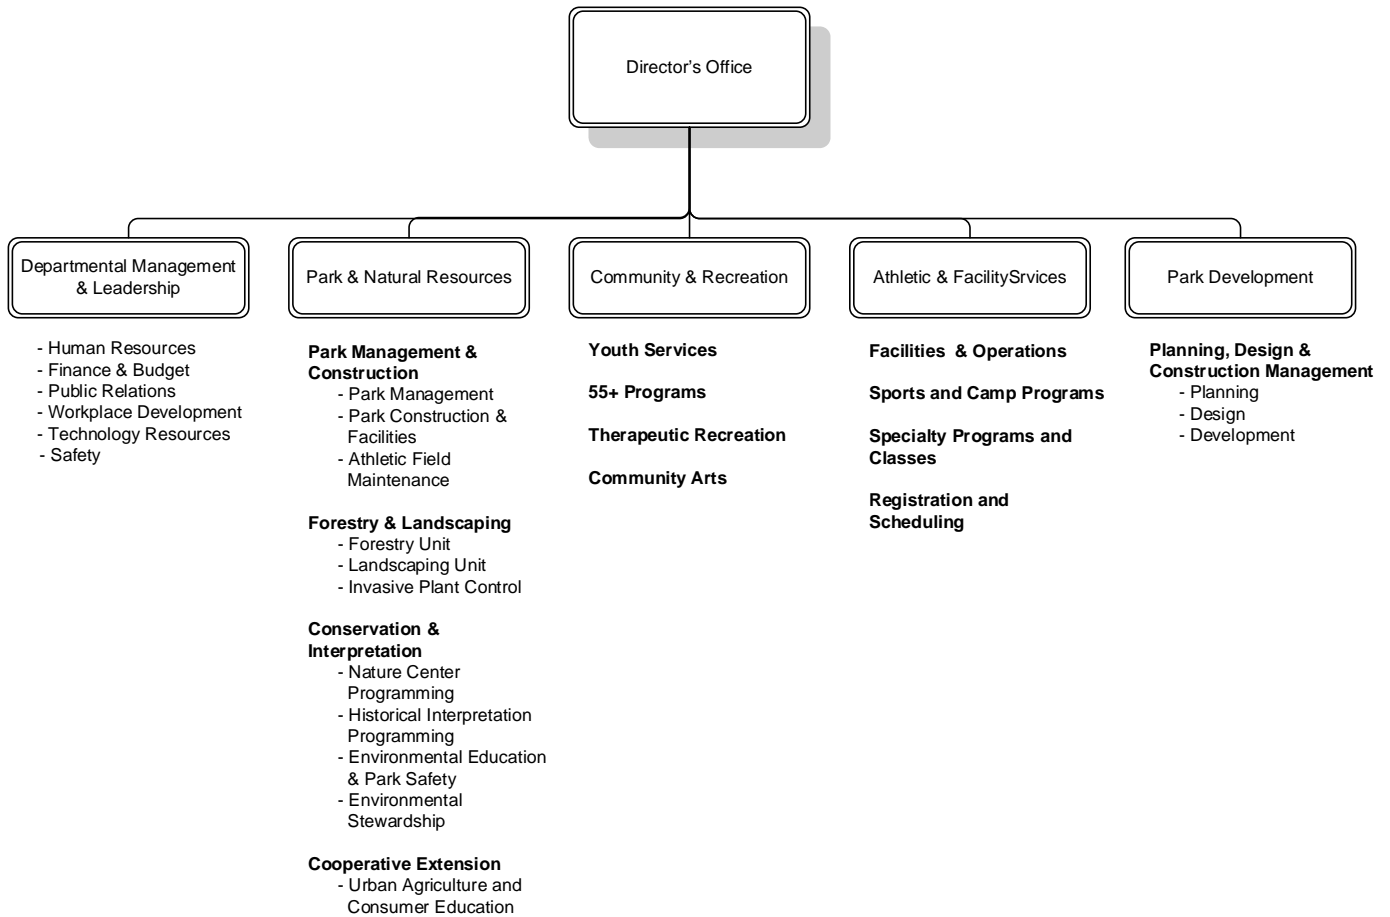 Director's Office
Departmental Management
& Leadership
Park & Natural Resources
Community & Recreation
Athletic & FacilitySrvices
Park Development
- Human Resources
- Finance & Budget
- Public Relations
- Workplace Development
- Technology Resources
- Safety
Park Management &
Construction
- Park Management
- Park Construction &
Facilities
- Athletic Field
Maintenance
Forestry & Landscaping
- Forestry Unit
- Landscaping Unit
- Invasive Plant Control
Conservation &
Interpretation
- Nature Center
Programming
- Historical Interpretation
Programming
- Environmental Education
& Park Safety
- Environmental
Stewardship
Cooperative Extension
- Urban Agriculture and
Consumer Education
Youth Services
55+ Programs
Therapeutic Recreation
Community Arts
Facilities & Operations
Sports and Camp Programs
Specialty Programs and
Classes
Registration and
Scheduling
Planning, Design &
Construction Management
- Planning
- Design
- Development